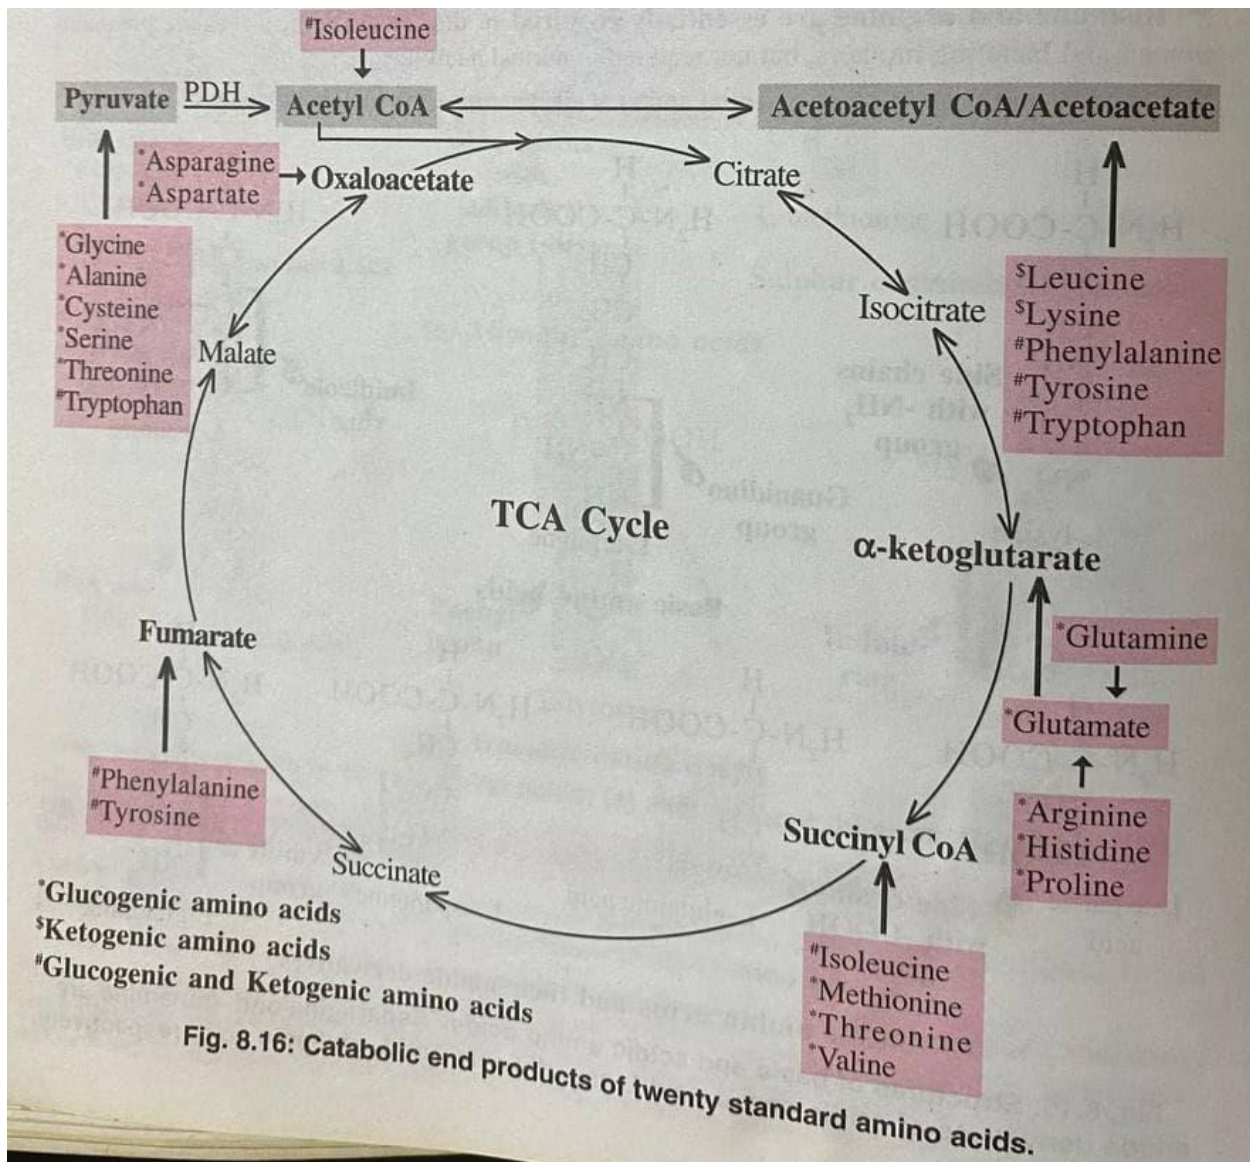 #Isoleucine
Pyruvate PDH Acetyl CoA Acetoacetyl CoA/Acetoacetate
*Asparagine
*Aspartate
Oxaloacetate
Citrate
*Glycine
*Alanine
*Cysteine
*Serine
*Threonine
#Tryptophan
Malate
Isocitrate
$Leucine
$Lysine
#Phenylalanine
#Tyrosine
#Tryptophan
TCA Cycle
α-ketoglutarate
Fumarate
*Glutamine
*Glutamate
#Phenylalanine
#Tyrosine
*Arginine
*Histidine
*Proline
Succinyl CoA
Succinate
#Isoleucine
*Methionine
*Threonine
*Valine
*Glucogenic amino acids
$Ketogenic amino acids
#Glucogenic and Ketogenic amino acids
Fig. 8.16: Catabolic end products of twenty standard amino acids.